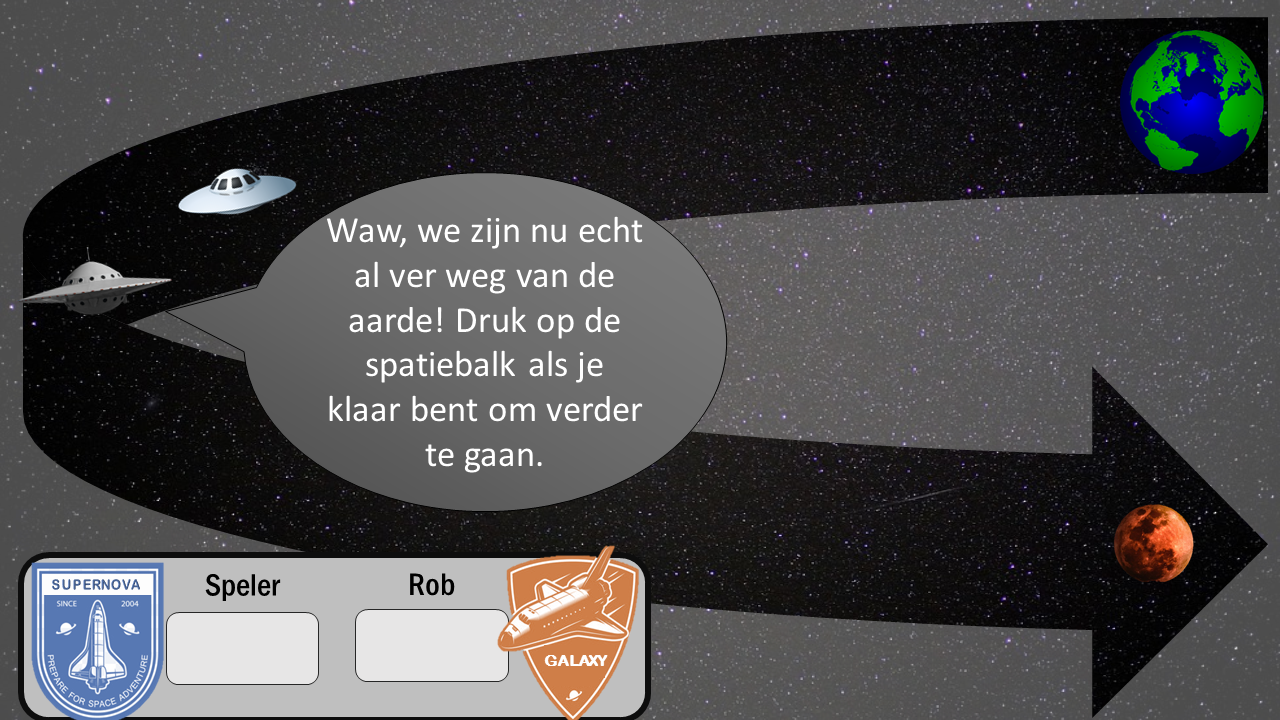 Waw, we zijn nu echt
al ver weg van de
aarde! Druk op de
spatiebalk als je
klaar bent om verder
te gaan.
Speler
Rob
SUPERNOVA
SINCE 2004
PREPARE FOR SPACE ADVENTURE
GALAXY